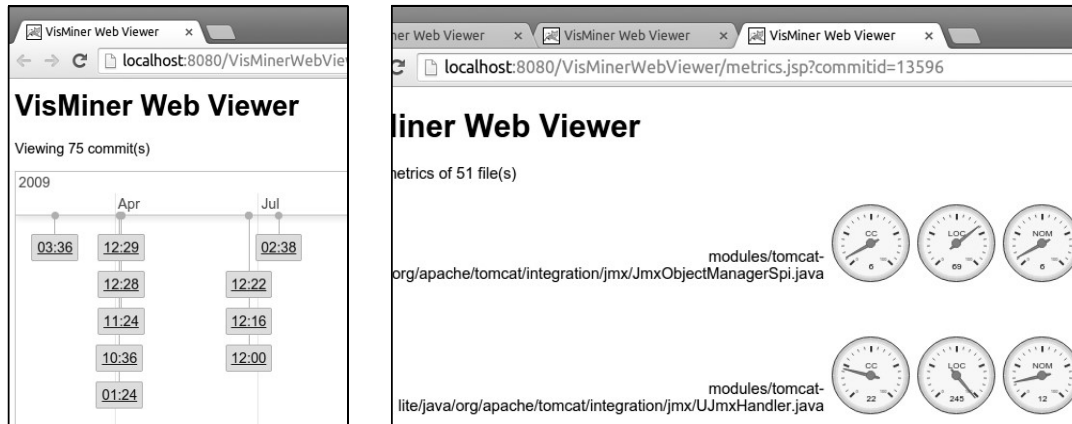 VisMiner Web Viewer
localhost:8080/VisMinerWebView
VisMiner Web Viewer
Viewing 75 commit(s)
2009
Apr
Jul
03:36
12:29
02:38
12:28
12:22
11:24
12:16
10:36
12:00
01:24
ner Web Viewer
VisMiner Web Viewer
VisMiner Web Viewer
localhost:8080/VisMinerWebViewer/metrics.jsp?commitid=13596
Miner Web Viewer
metrics of 51 file(s)
modules/tomcat-
org/apache/tomcat/integration/jmx/JmxObjectManagerSpi.java
CC
6
LOC
69
NOM
6
modules/tomcat-
lite/java/org/apache/tomcat/integration/jmx/UJmxHandler.java
CC
22
LOC
245
NOM
12